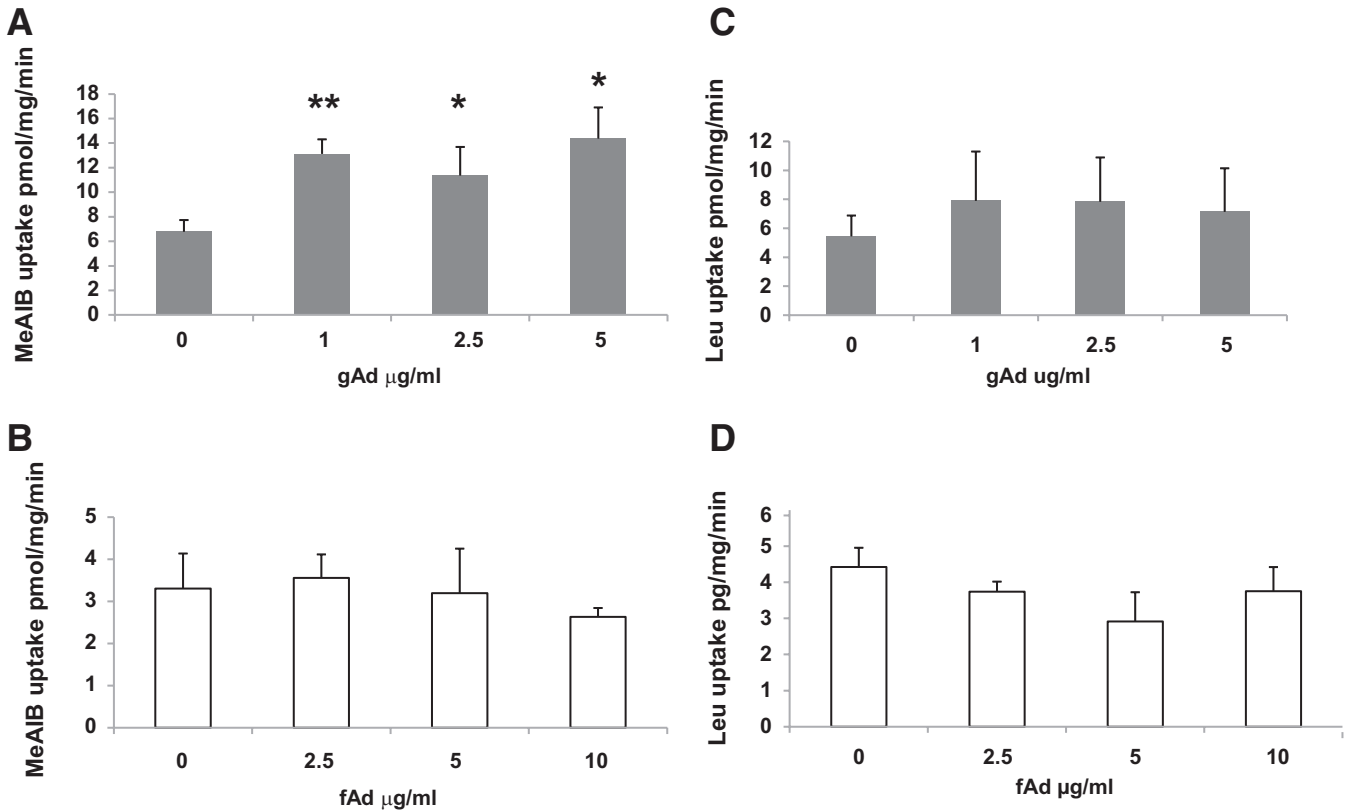 A
MeAIB uptake pmol/mg/min
18
16
14
12
10
8
6
4
2
0
** * *
0 1 2.5 5
gAd μg/ml
B
MeAIB uptake pmol/mg/min
5
4
3
2
1
0
0 2.5 5 10
fAd μg/ml
C
Leu uptake pmol/mg/min
12
10
8
6
4
2
0
0 1 2.5 5
gAd ug/ml
D
Leu uptake pg/mg/min
6
5
4
3
2
1
0
0 2.5 5 10
fAd µg/ml